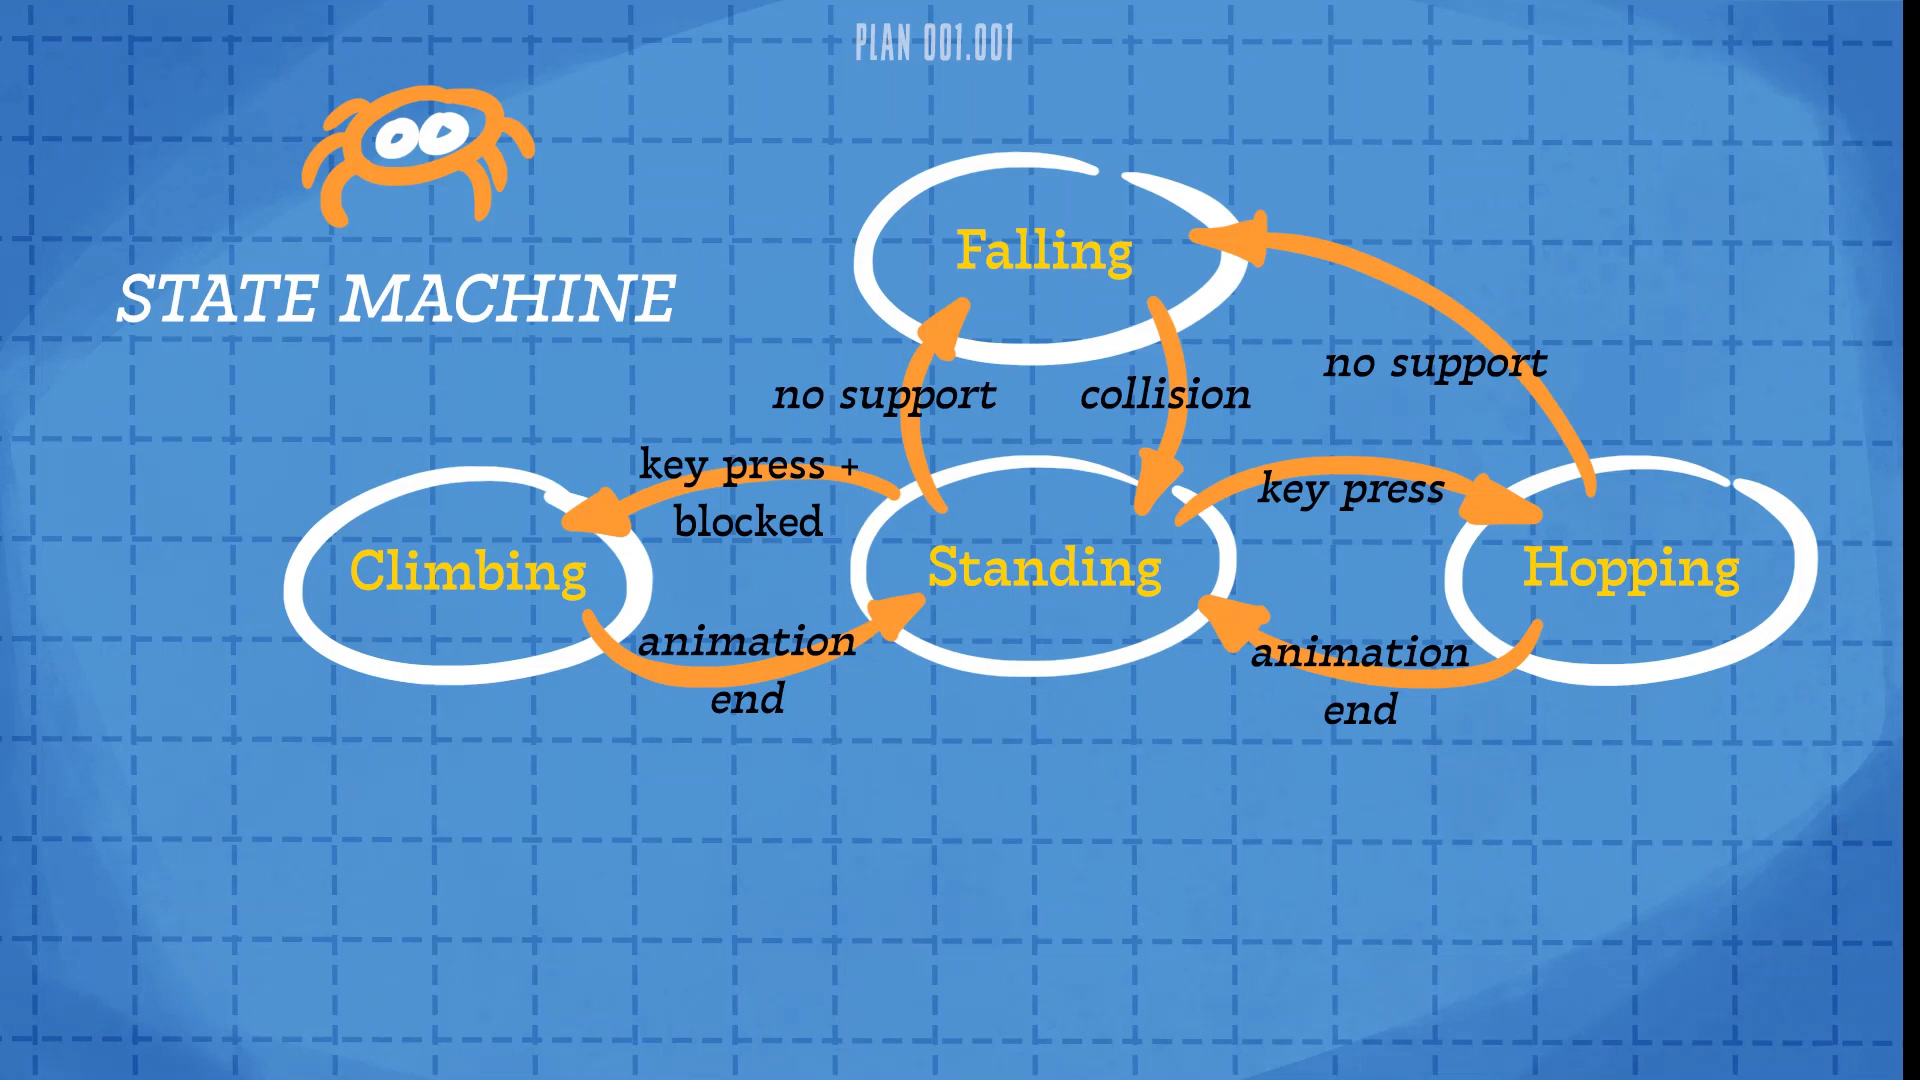 PLAN 001.001
STATE MACHINE
Falling
no support
no support
collision
key press +
blocked
key press
Climbing
Standing
Hopping
animation
end
animation
end